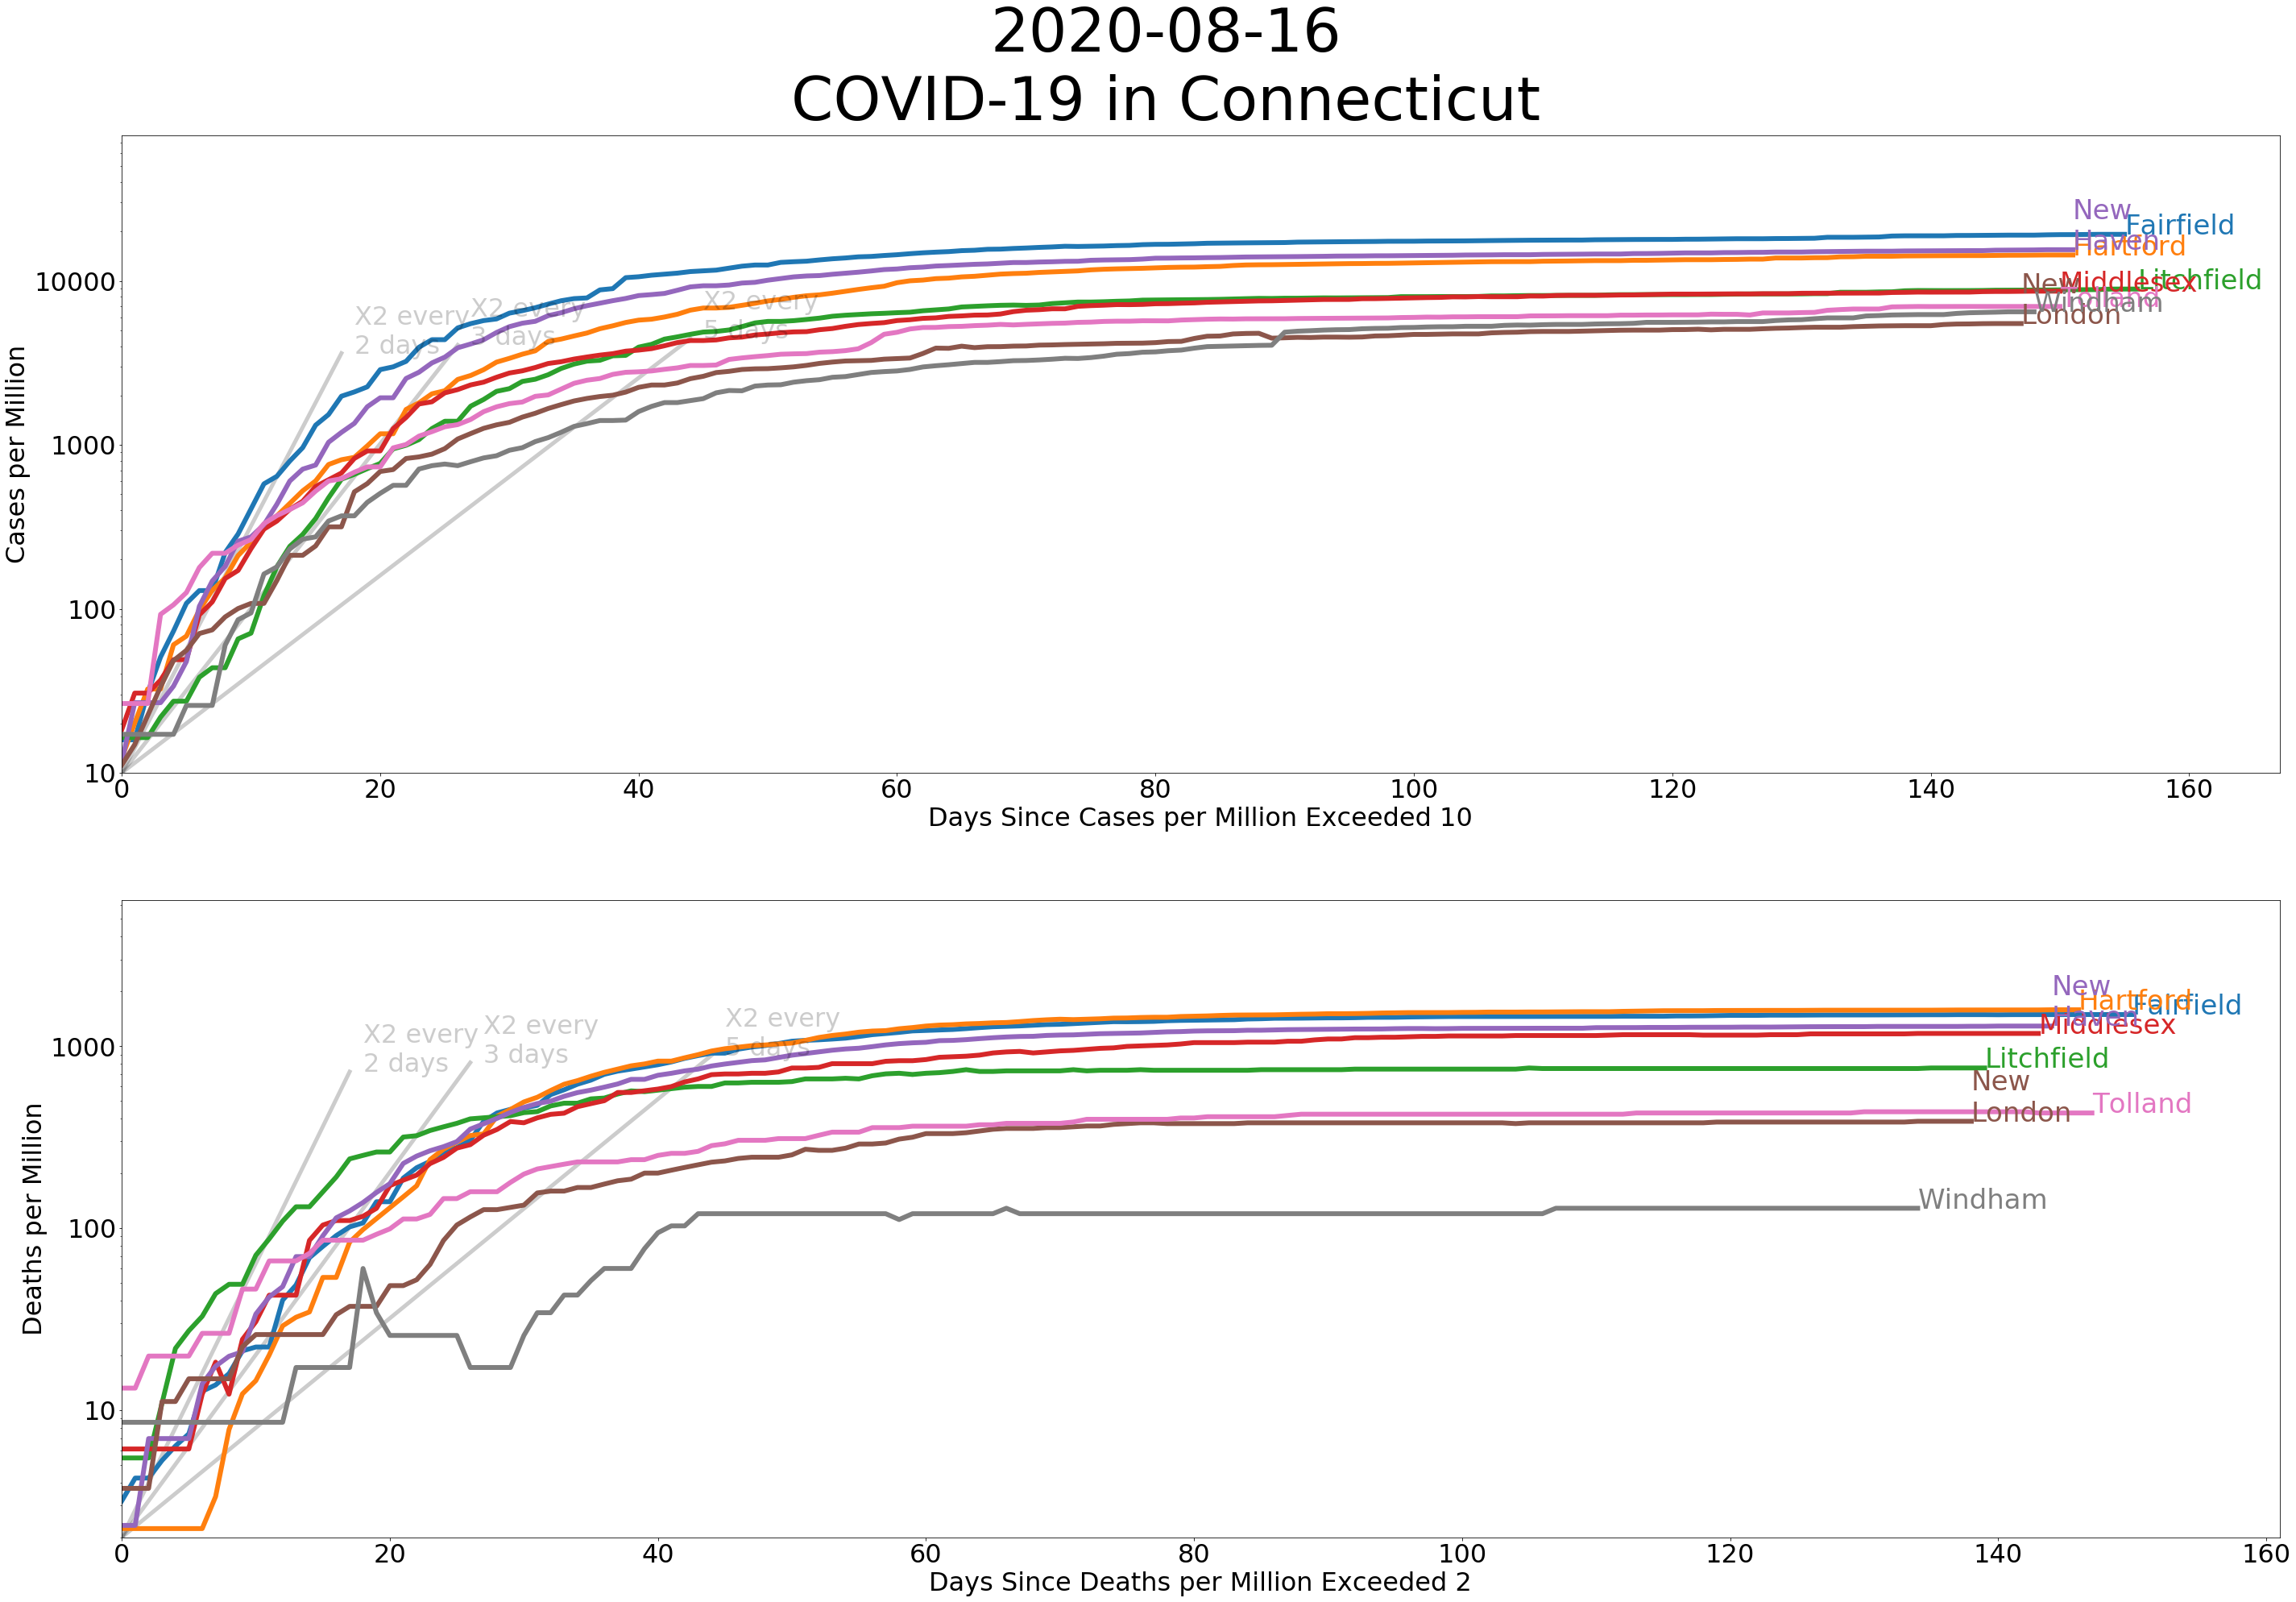 2020-08-16
COVID-19 in Connecticut
Cases per Million
10000
1000
100
10
X2 every
2 days
X2 every
3 days
X2 every
5 days
New
Haven
Fairfield
Hartford
Litchfield
Middlesex
New
London
Tolland
Windham
0 20 40 60 80 100 120 140 160
Days Since Cases per Million Exceeded 10
Deaths per Million
1000
100
10
X2 every
2 days
X2 every
3 days
X2 every
5 days
New
Haven
Hartford
Fairfield
Middlesex
Litchfield
New
London
Tolland
Windham
0 20 40 60 80 100 120 140 160
Days Since Deaths per Million Exceeded 2